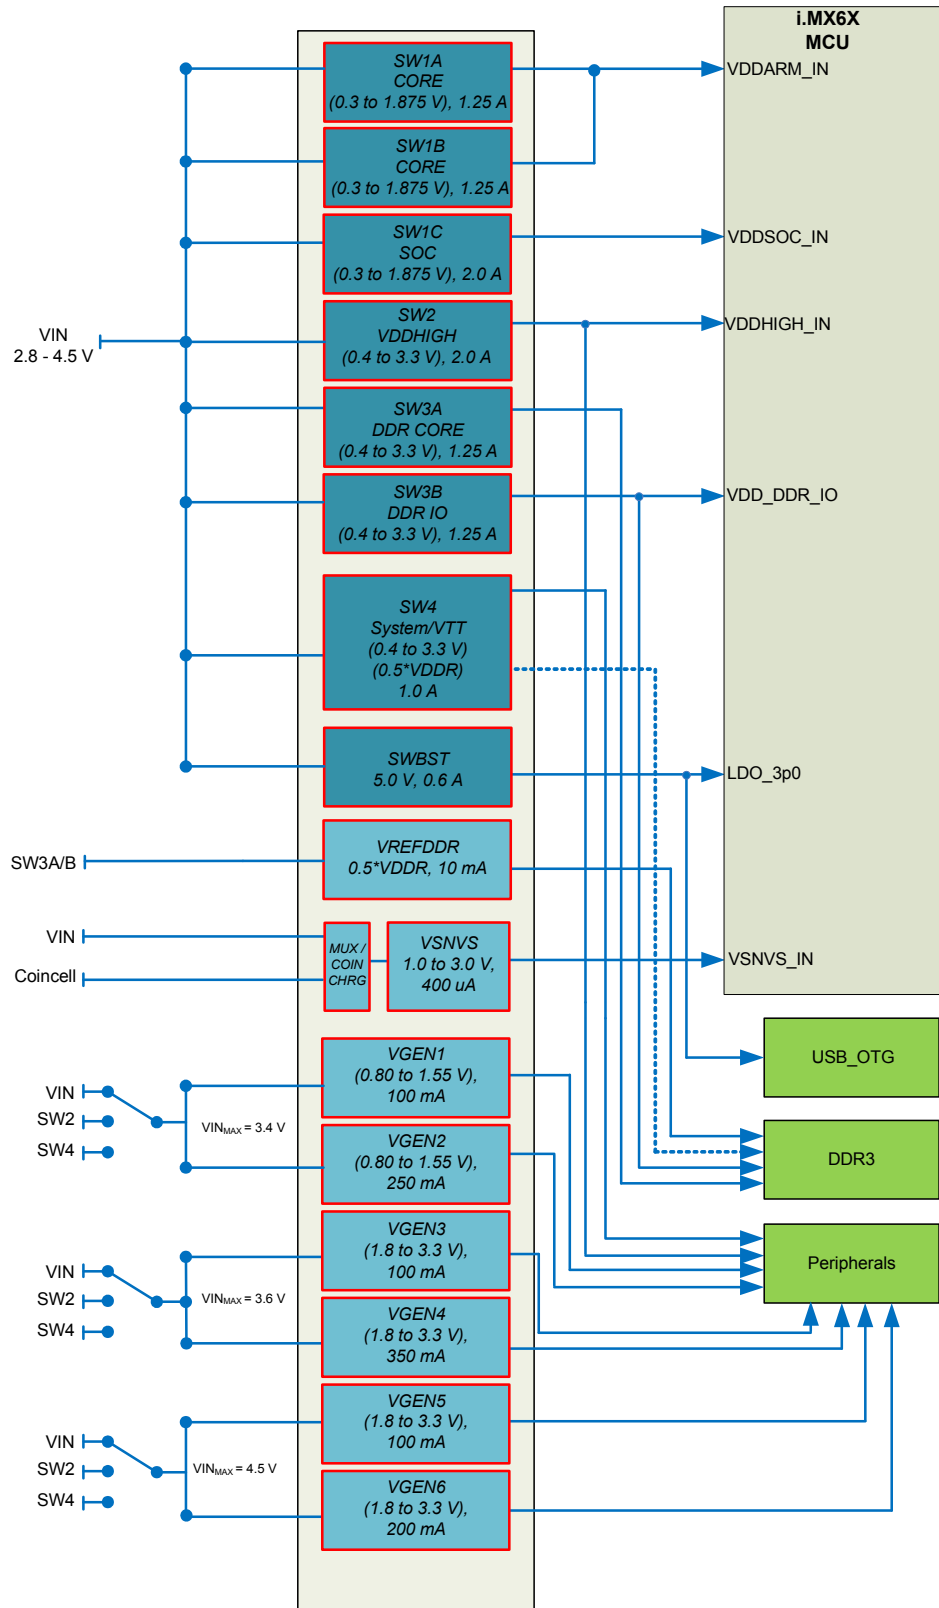 i.MX6X
MCU
SW1A
CORE
(0.3 to 1.875 V), 1.25 A
VDDARM_IN
SW1B
CORE
(0.3 to 1.875 V), 1.25 A
SW1C
SOC
(0.3 to 1.875 V), 2.0 A
VDDSOC_IN
VIN
2.8 - 4.5 V
SW2
VDDHIGH
(0.4 to 3.3 V), 2.0 A
VDDHIGH_IN
SW3A
DDR CORE
(0.4 to 3.3 V), 1.25 A
SW3B
DDR IO
(0.4 to 3.3 V), 1.25 A
VDD_DDR_IO
SW4
System/VTT
(0.4 to 3.3 V)
(0.5*VDDR)
1.0 A
SWBST
5.0 V, 0.6 A
LDO_3p0
SW3A/B
VREFDDR
0.5*VDDR, 10 mA
VIN
Coincell
MUX /
COIN
CHRG
VSNVS
1.0 to 3.0 V,
400 uA
VSNVS_IN
USB_OTG
VIN
SW2
SW4
VINMAX = 3.4 V
VGEN1
(0.80 to 1.55 V),
100 mA
VGEN2
(0.80 to 1.55 V),
250 mA
DDR3
VIN
SW2
SW4
VINMAX = 3.6 V
VGEN3
(1.8 to 3.3 V),
100 mA
VGEN4
(1.8 to 3.3 V),
350 mA
Peripherals
VIN
SW2
SW4
VINMAX = 4.5 V
VGEN5
(1.8 to 3.3 V),
100 mA
VGEN6
(1.8 to 3.3 V),
200 mA